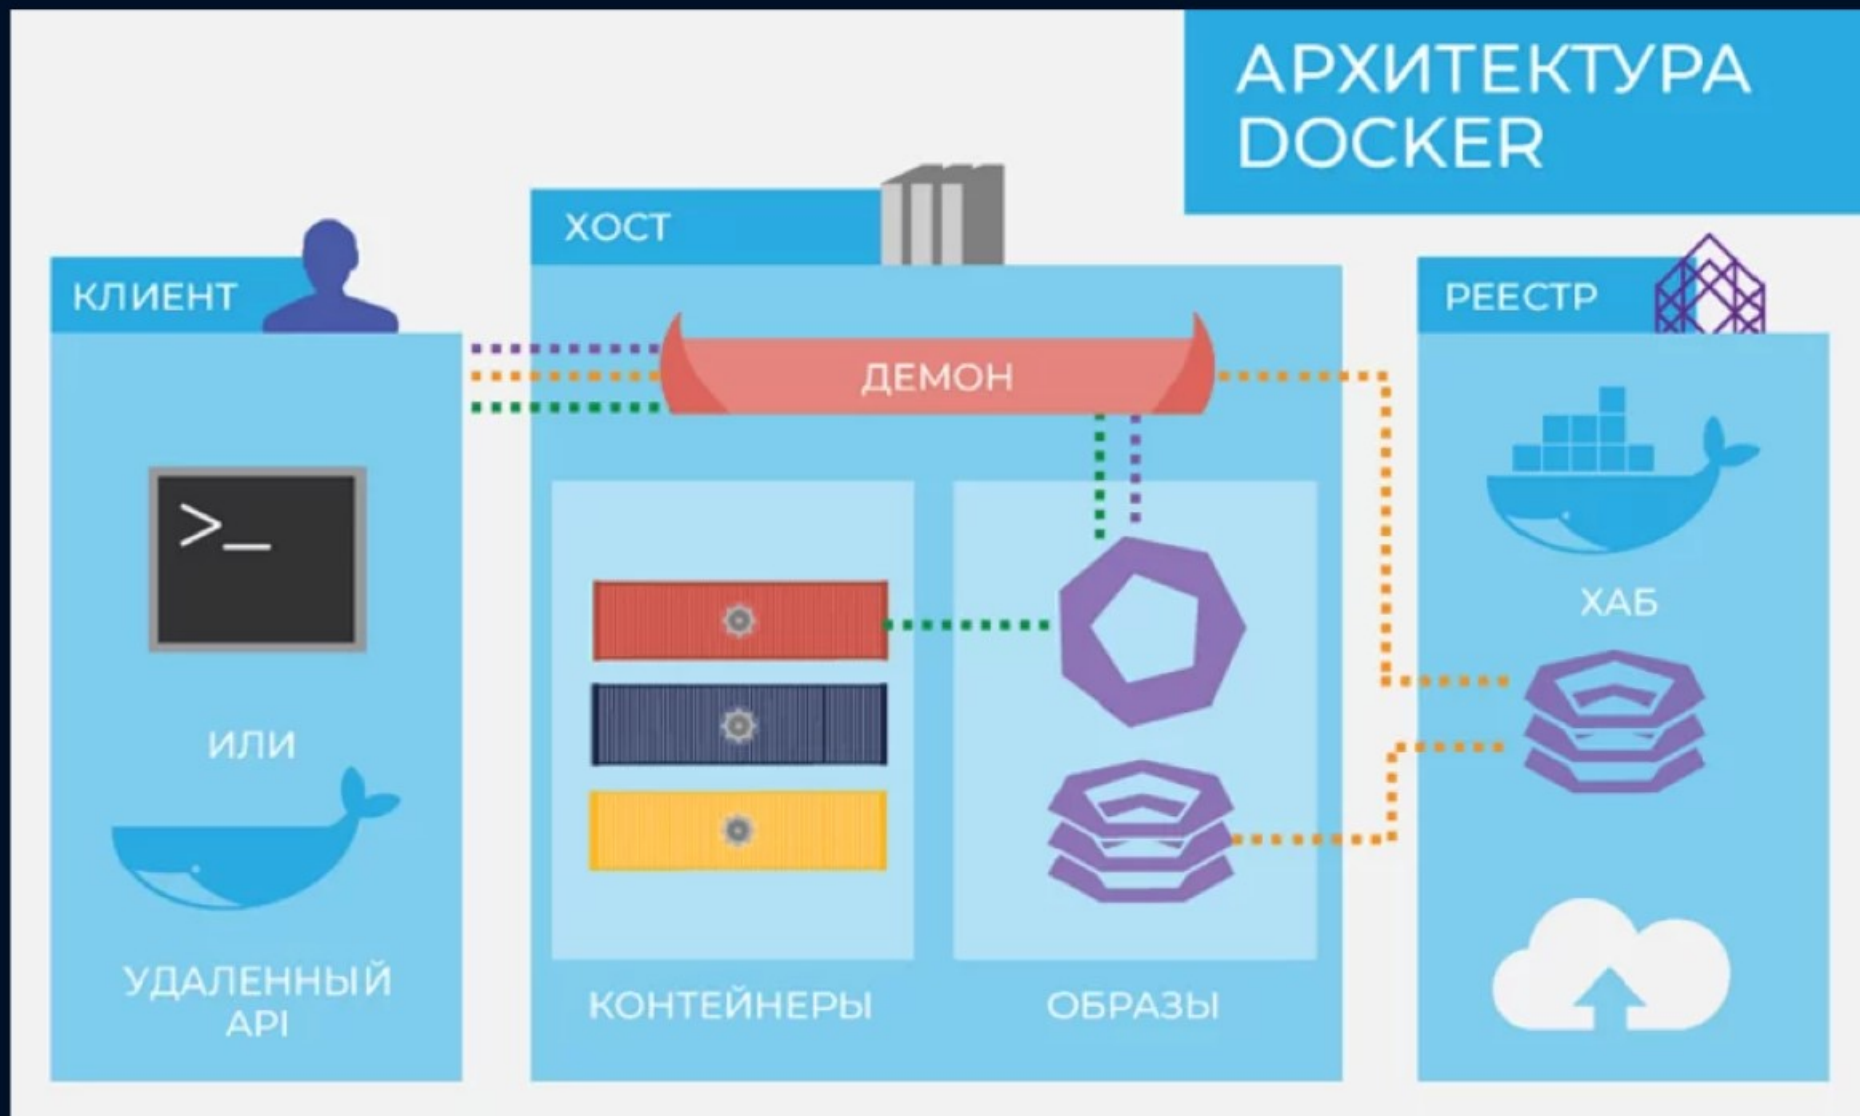 АРХИТЕКТУРА
DOCKER
КЛИЕНТ
>_
ИЛИ
УДАЛЕННЫЙ
API
ХОСТ
ДЕМОН
КОНТЕЙНЕРЫ
ОБРАЗЫ
РЕЕСТР
ХАБ